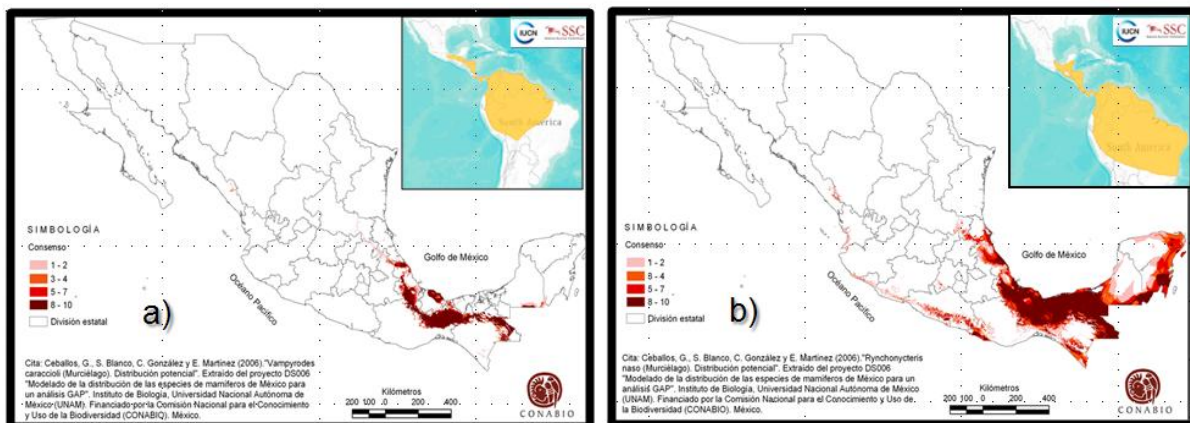 IUCN SSC
South America
SIMBOLOGÍA
Consenso
1 - 2
3 - 4
5 - 7
8 - 10
División estatal
Golfo de México
Océano Pacífico
a)
Cita: Ceballos, G., S. Blanco, C. González y E. Martinez (2006)."Vampyrodes
caraccioli (Murciélago). Distribución potencial". Extraido del proyecto DS006
"Modelado de la distribución de las especies de mamíferos de México para
un análisis GAP". Instituto de Biología, Universidad Nacional Autónoma de
México (UNAM). Financiado por la Comisión Nacional para el Conocimiento
y Uso de la Biodiversidad (CONABIO). México.
Kilómetros
200 100 0 200 400
CONABIO
IUCN SSC
South America
SIMBOLOGÍA
Consenso
1 - 2
8 - 4
5 - 7
8 - 10
División estatal
Golfo de México
Océano Pacífico
b)
Cita: Ceballos, G., S. Blanco, C. González y E. Martinez (2006)."Rynchonycteris
naso (Murciélago). Distribución potencial". Extraido del proyecto DS006
"Modelado de la distribución de las especies de mamíferos de México para un
análisis GAP". Instituto de Biología, Universidad Nacional Autónoma de México
(UNAM). Financiado por la Comisión Nacional para el Conocimiento y Uso de
la Biodiversidad (CONABIO). México.
Kilómetros
200 100 0 200 400
CONABIO